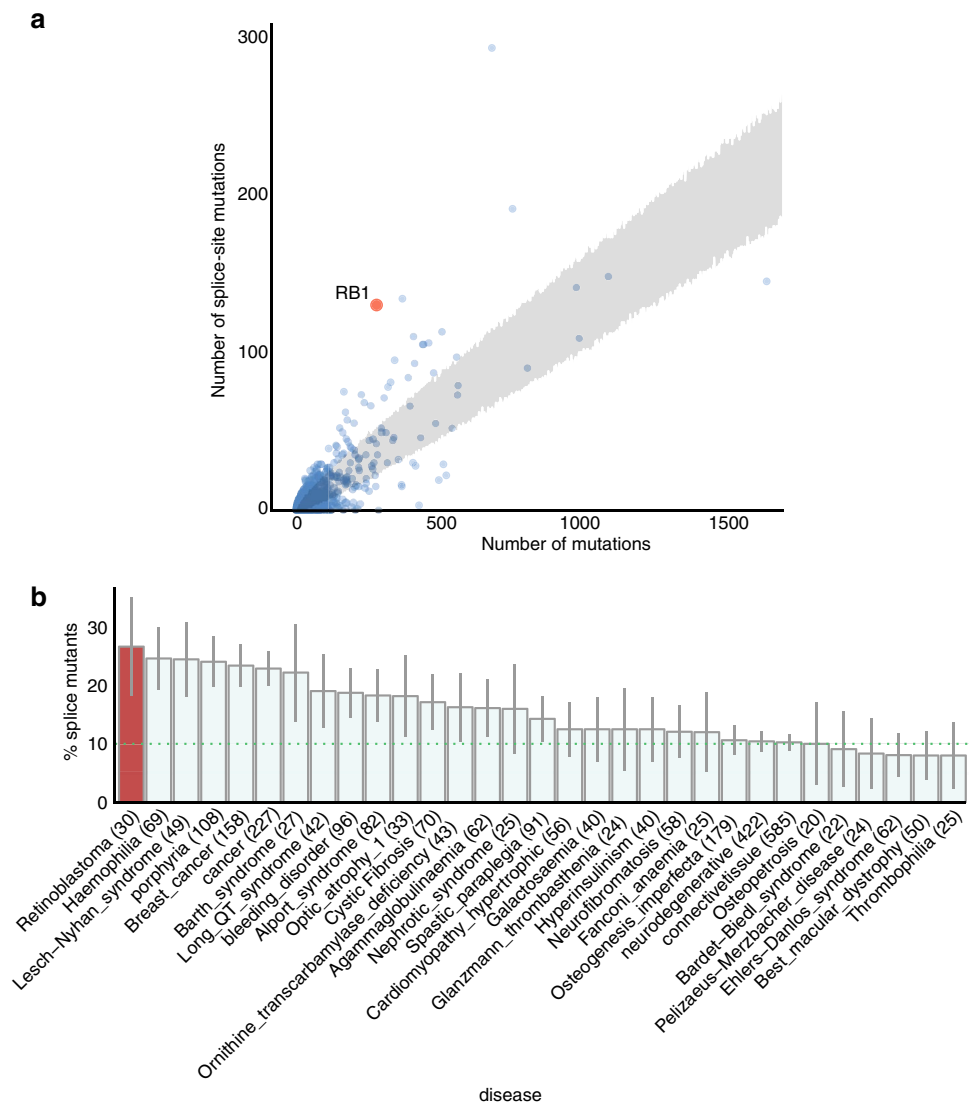 a
300
200
100
0
Number of splice-site mutations
RB1
0 500 1000 1500
Number of mutations
b
30
20
10
0
% splice mutants
Retinoblastoma (30)
Haemophilia (69)
Lesch–Nyhan_syndrome (49)
porphyria (108)
Breast_cancer (158)
cancer (227)
Barth_syndrome (27)
Long_QT_syndrome (42)
bleeding_disorder (96)
Alport_syndrome (82)
Optic_atrophy_1 (33)
Cystic Fibrosis (70)
Ornithine_transcarbamylase_deficiency (43)
Agammaglobulinaemia (62)
Nephrotic_syndrome (25)
Spastic_paraplegia (91)
Cardiomyopathy_hypertrophic (56)
Galactosaemia (40)
Glanzmann_thrombasthenia (24)
Hyperinsulinism (40)
Neurofibromatosis (58)
Fanconi_anaemia (25)
Osteogenesis_imperfecta (179)
neurodegenerative (422)
connectivetissue (585)
Osteopetrosis (20)
Bardet–Biedl_syndrome (22)
Pelizaeus–Merzbacher_disease (24)
Ehlers–Danlos_syndrome (62)
Best_macular_dystrophy (50)
Thrombophilia (25)
disease